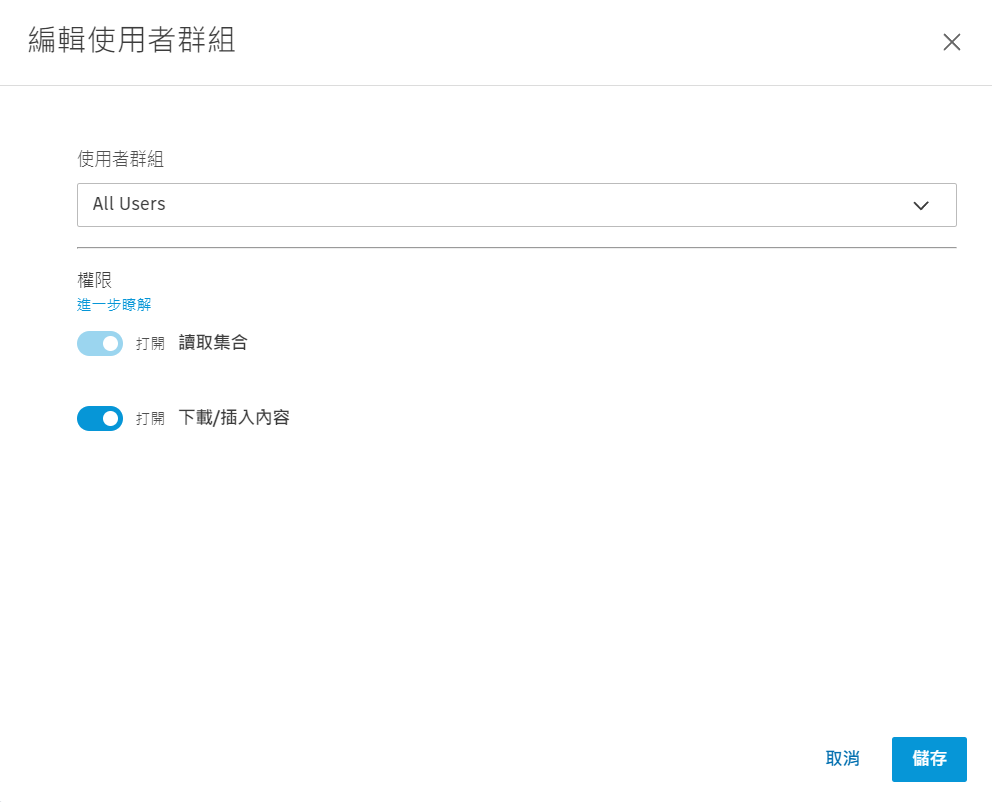 編輯使用者群組
使用者群組
All Users
權限
進一步瞭解
打開 讀取集合
打開 下載/插入內容
取消 儲存